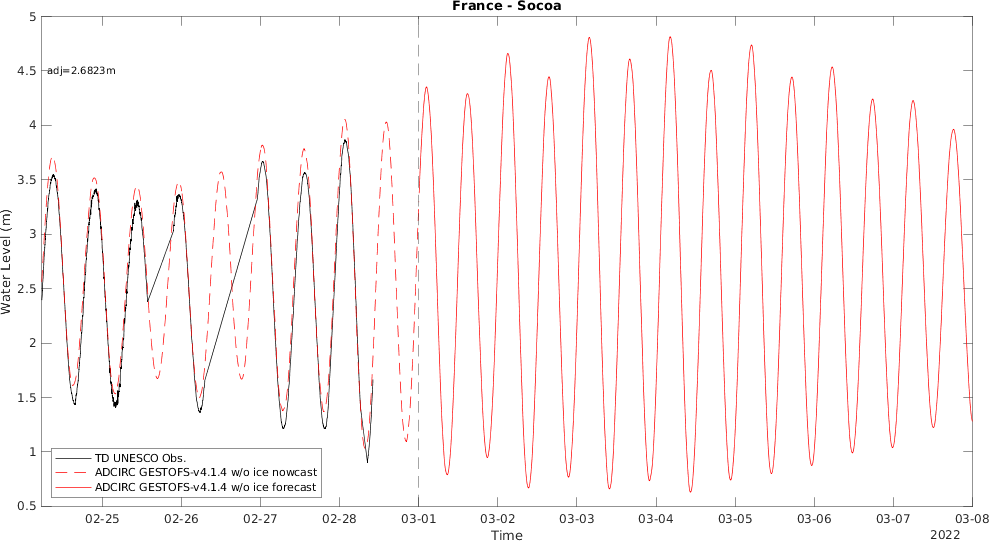 France - Socoa
5
4.5
4
3.5
3
2.5
2
1.5
1
0.5
Water Level (m)
adj=2.6823m
TD UNESCO Obs.
ADCIRC GESTOFS-v4.1.4 w/o ice nowcast
ADCIRC GESTOFS-v4.1.4 w/o ice forecast
02-25 02-26 02-27 02-28 03-01 03-02 03-03 03-04 03-05 03-06 03-07 03-08
Time
2022